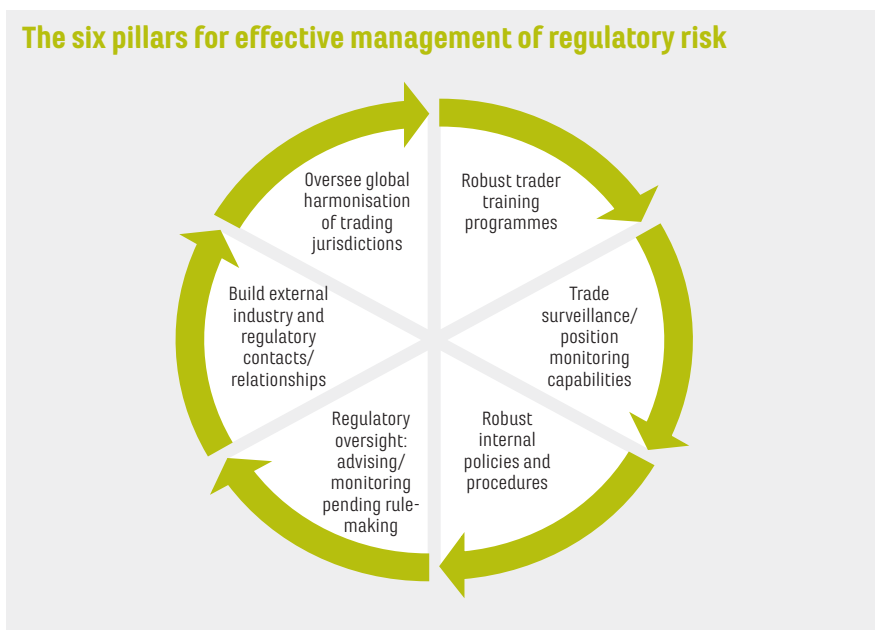 The six pillars for effective management of regulatory risk
Robust trader
training
programmes
Trade
surveillance/
position
monitoring
capabilities
Robust
internal
policies and
procedures
Regulatory
oversight:
advising/
monitoring
pending rule-
making
Build external
industry and
regulatory
contacts/
relationships
Oversee global
harmonisation
of trading
jurisdictions